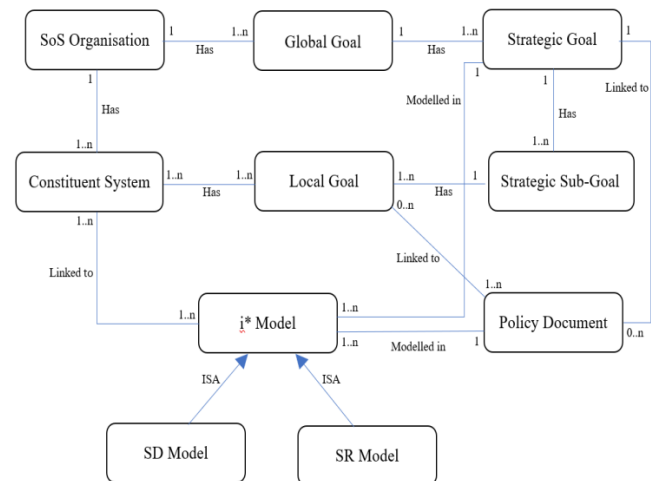 1 1..n 1 1..n 1
SoS Organisation Global Goal Strategic Goal
Has Has
1 1 1
Modelled in Linked to
Has Has
1..n 1..n
1..n 1..n 1..n 1
Constituent System Local Goal Strategic Sub-Goal
Has Has
1..n 0..n
Linked to Linked to
1..n
1..n 1..n
i* Model Policy Document
1..n Modelled in 1 0..n
ISA ISA
SD Model SR Model